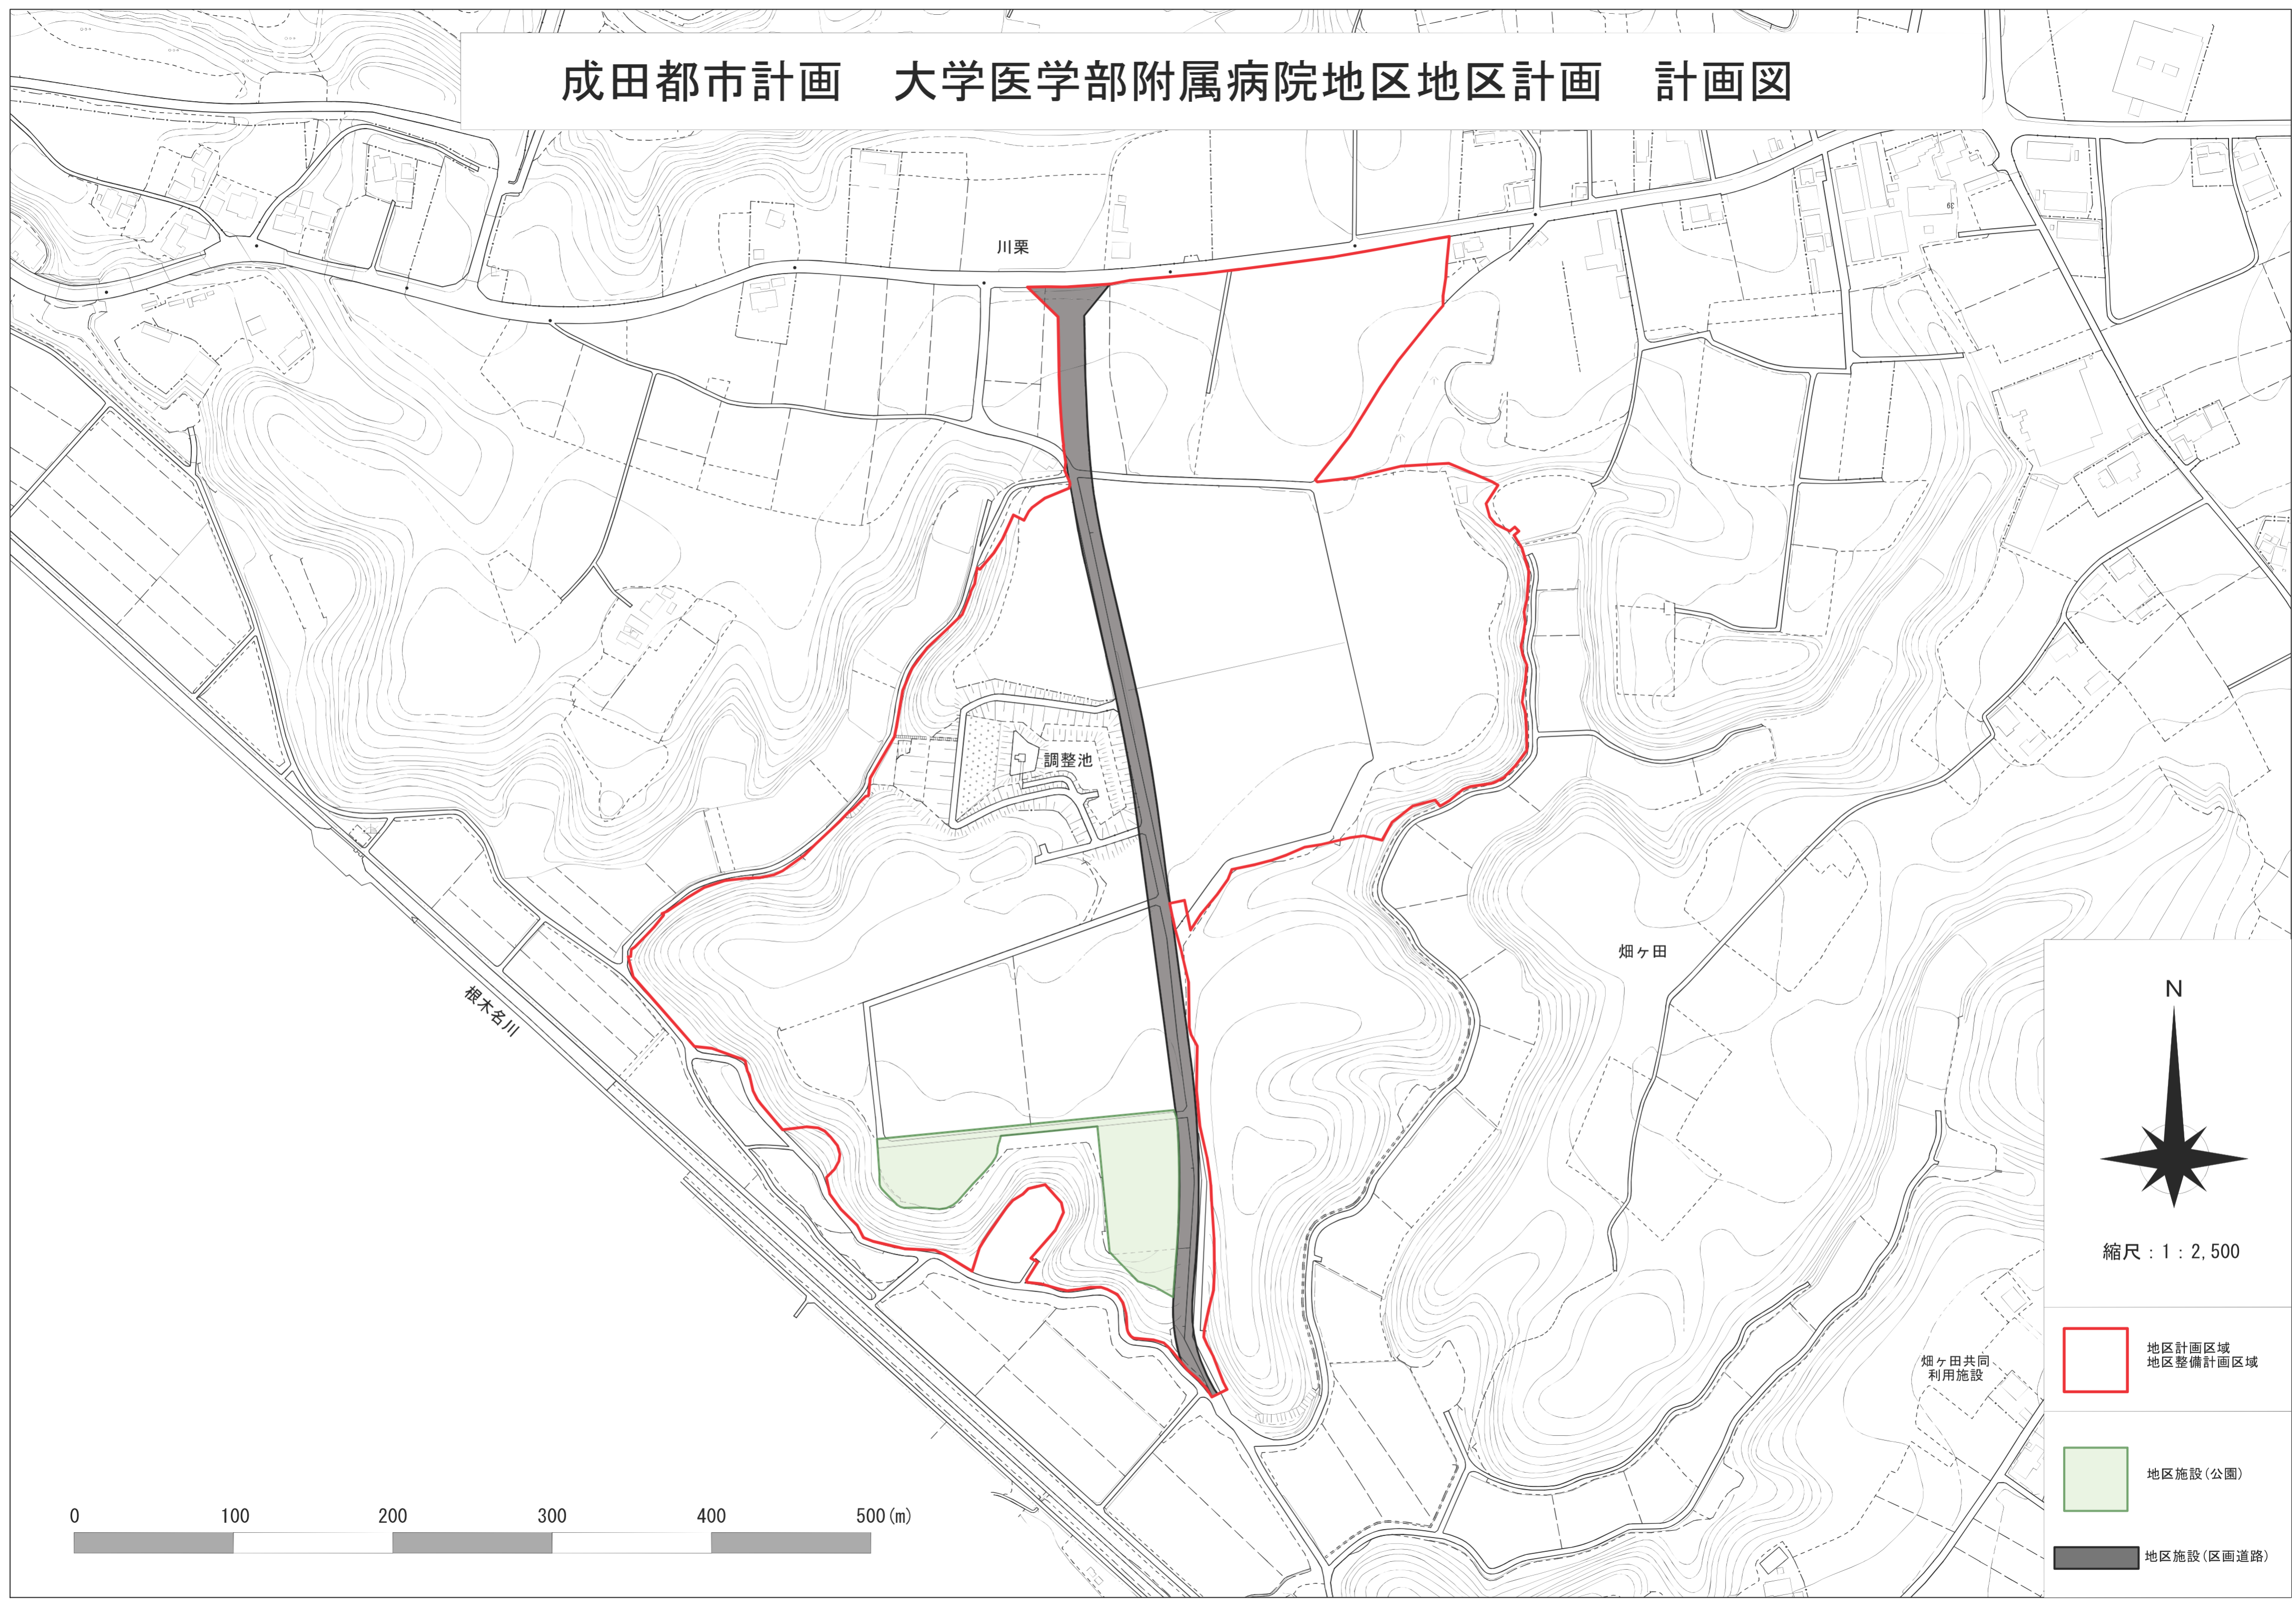 成田都市計画　大学医学部附属病院地区地区計画　計画図
川栗
調整池
畑ヶ田
根木名川
N
縮尺：1：2,500
地区計画区域
地区整備計画区域
畑ヶ田共同
利用施設
地区施設(公園)
地区施設(区画道路)
0 100 200 300 400 500(m)